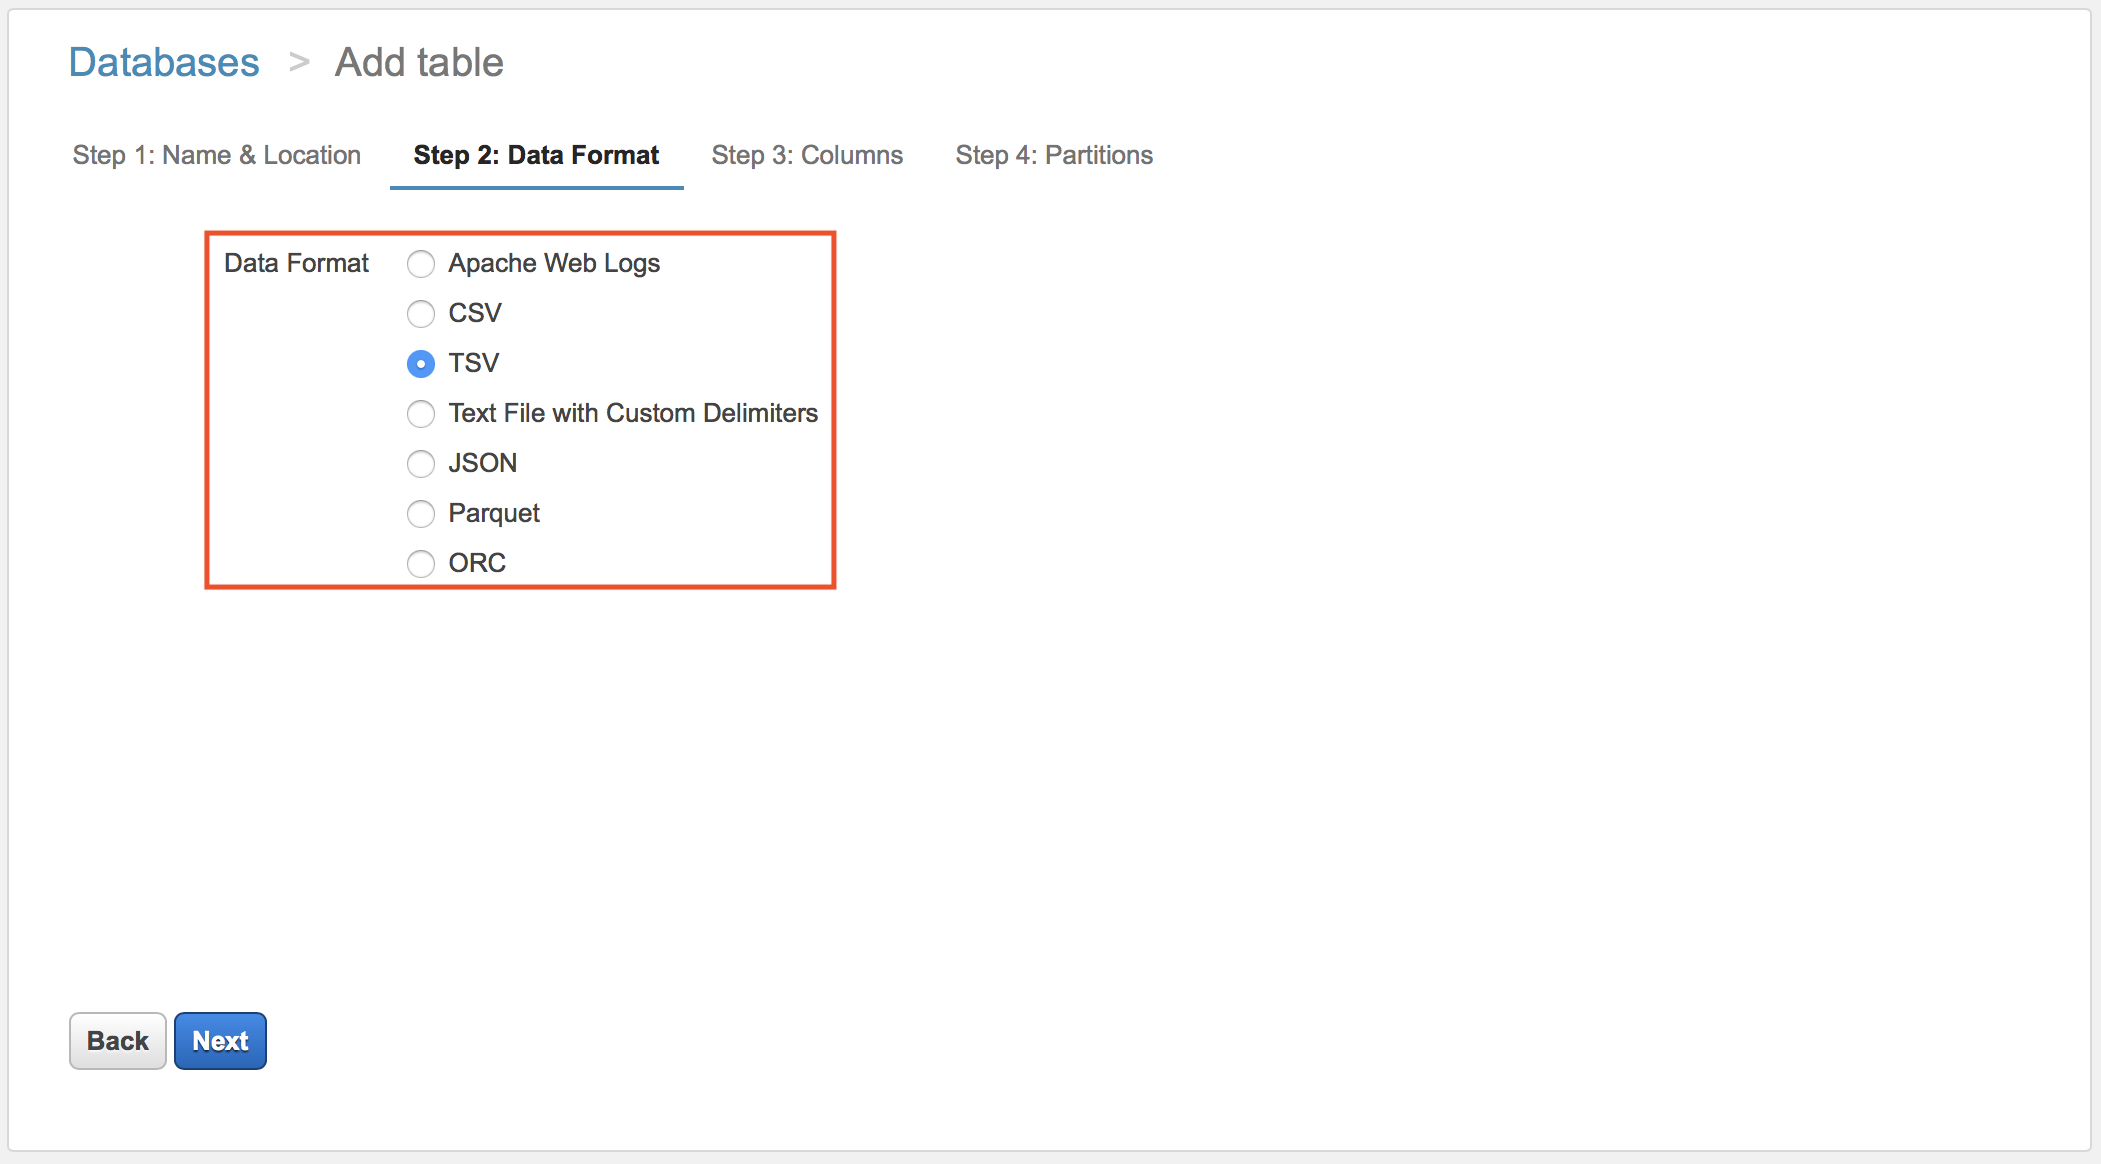 Databases > Add table
Step 1: Name & Location Step 2: Data Format Step 3: Columns Step 4: Partitions
Data Format Apache Web Logs
CSV
TSV
Text File with Custom Delimiters
JSON
Parquet
ORC
Back Next